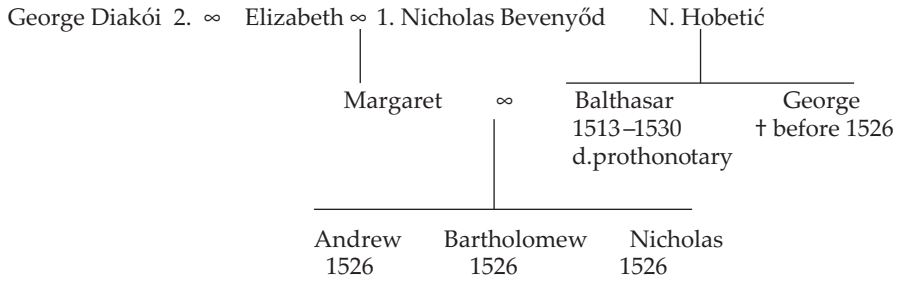 George Diakói 2. ∞ Elizabeth ∞ 1. Nicholas Bevenyőd N. Hobetić
Margaret ∞ Balthasar George
1513–1530 † before 1526
d.prothonotary
Andrew Bartholomew Nicholas
1526 1526 1526